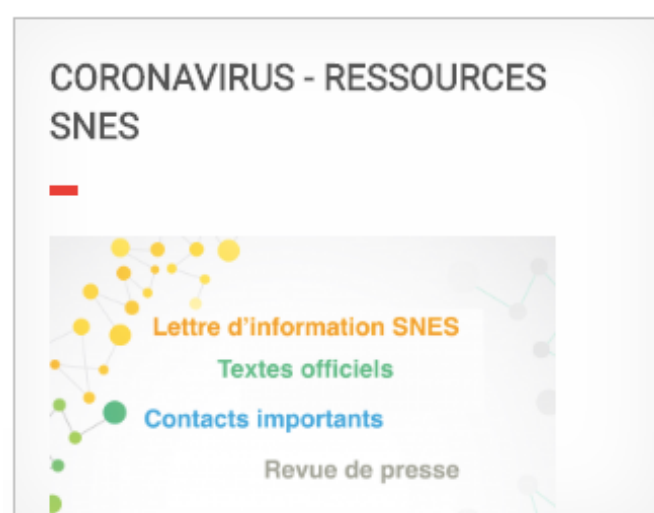 CORONAVIRUS - RESSOURCES
SNES
Lettre d’information SNES
Textes officiels
Contacts importants
Revue de presse